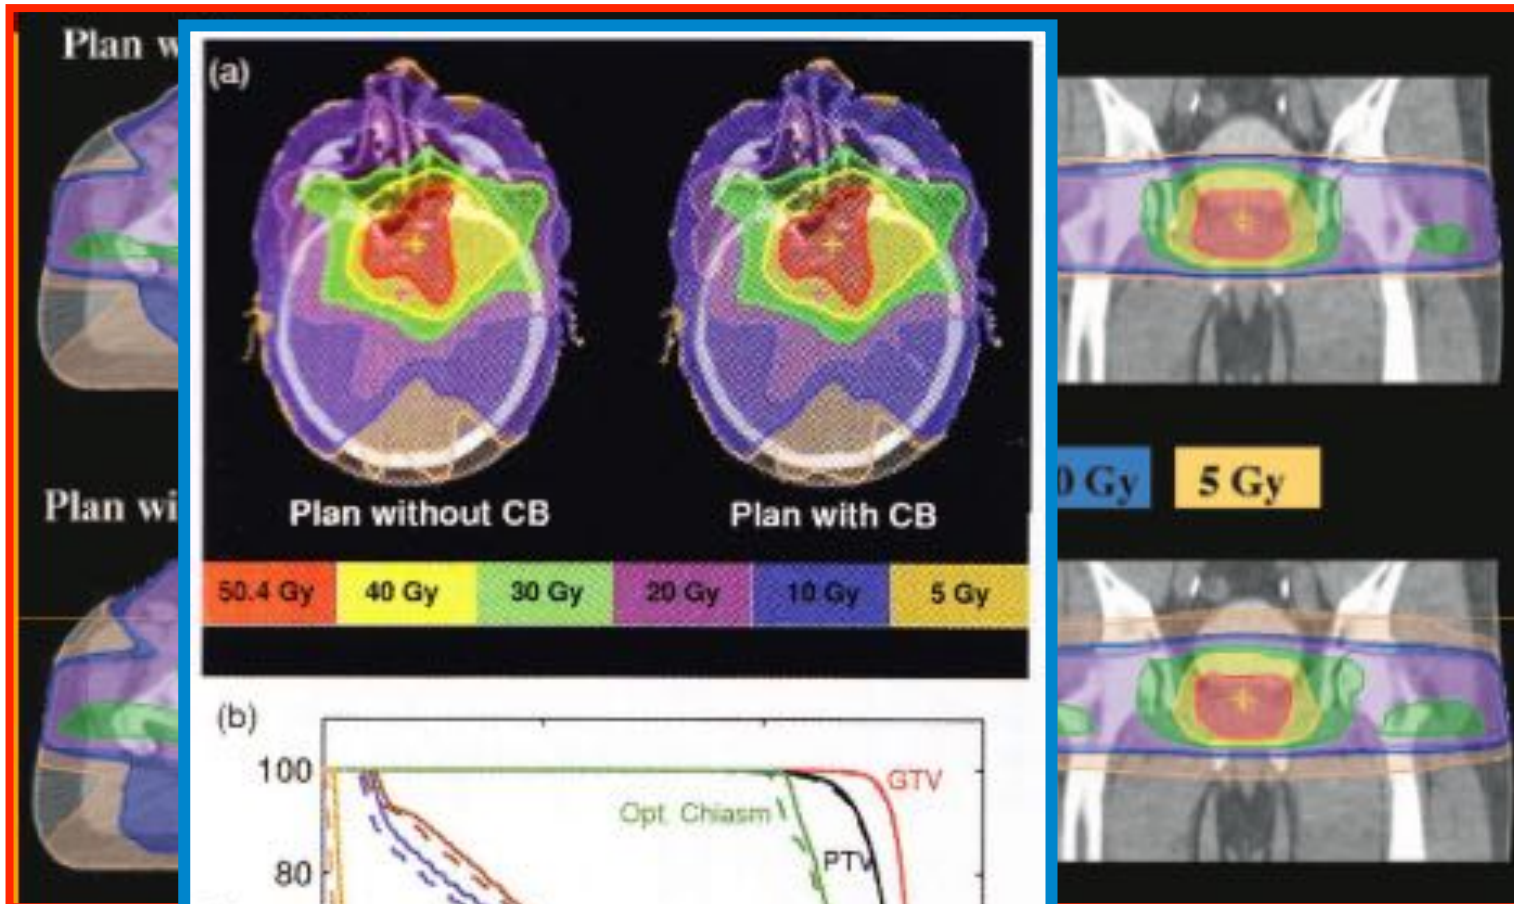 Plan w
(a)
Plan without CB
Plan with CB
50.4 Gy
40 Gy
30 Gy
20 Gy
10 Gy
5 Gy
0 Gy
5 Gy
Plan wi
(b)
100
80
Opt. Chiasm
GTV
PTV